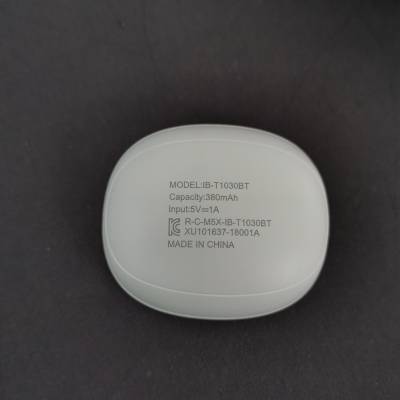 MODEL:IB-T1030BT
Capacity:380mAh
Input:5V⎓1A
R-C-M5X-IB-T1030BT
XU101637-18001A
MADE IN CHINA